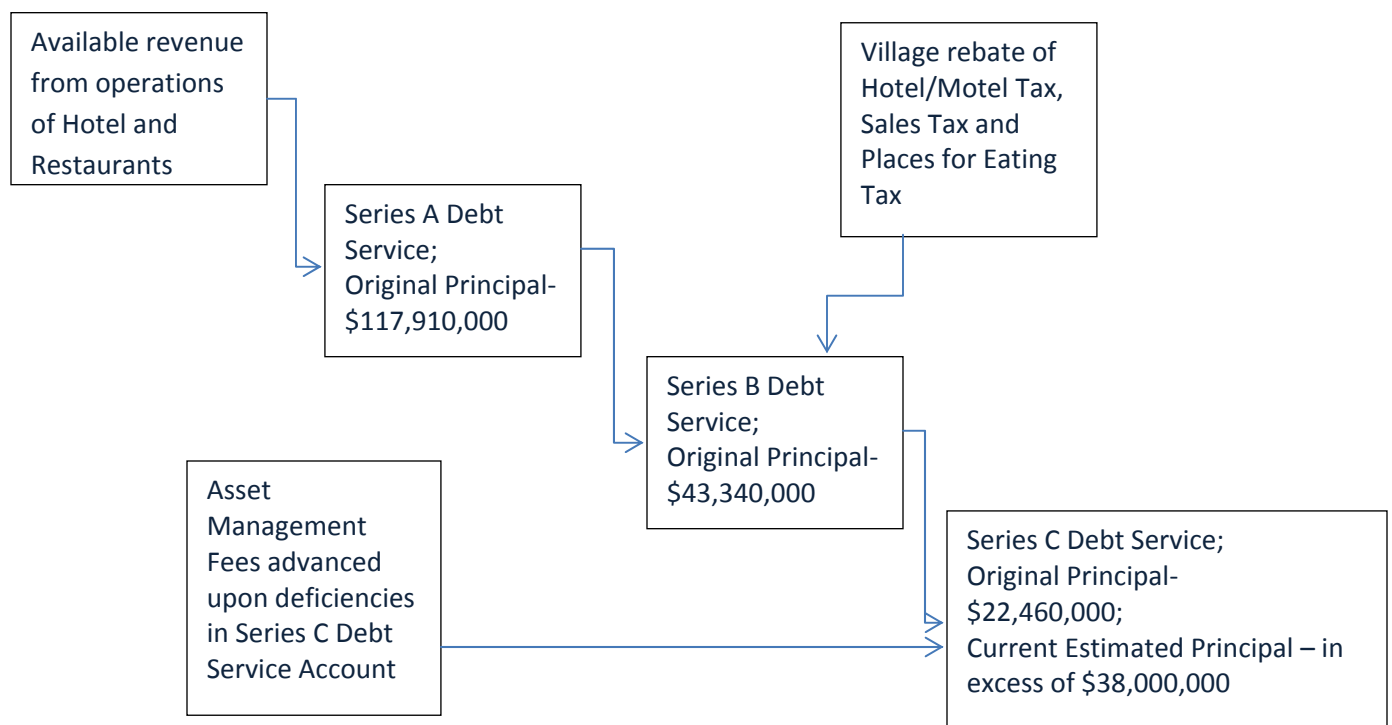 Available revenue
from operations
of Hotel and
Restaurants
Village rebate of
Hotel/Motel Tax,
Sales Tax and
Places for Eating
Tax
Series A Debt
Service;
Original Principal-
$117,910,000
Series B Debt
Service;
Original Principal-
$43,340,000
Asset
Management
Fees advanced
upon deficiencies
in Series C Debt
Service Account
Series C Debt Service;
Original Principal-
$22,460,000;
Current Estimated Principal – in
excess of $38,000,000